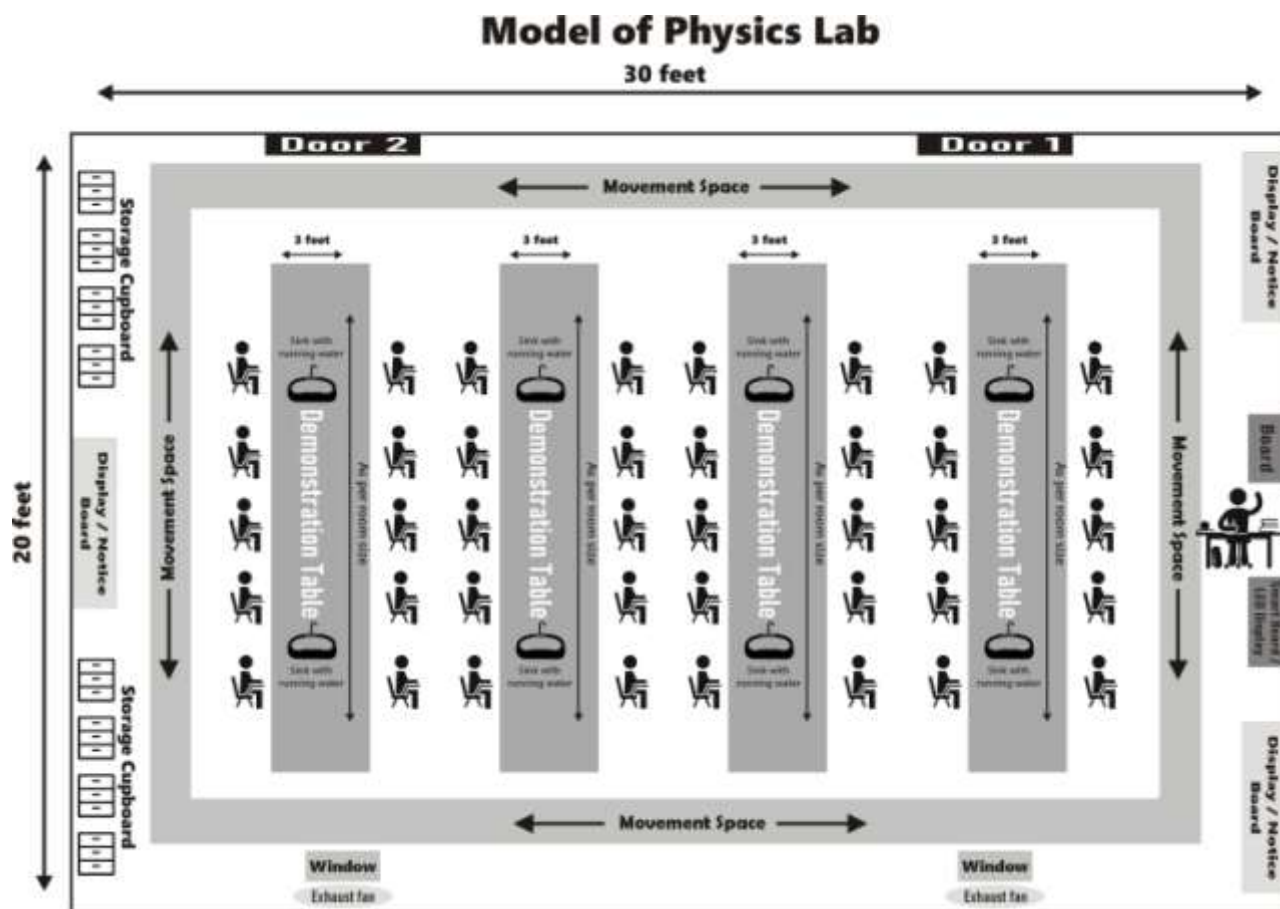 Model of Physics Lab
30 feet
20 feet
Door 2
Door 1
Movement Space
Storage Cupboard
Display / Notice
Board
Storage Cupboard
Movement Space
3 feet
3 feet
3 feet
3 feet
Sink with
running water
Demonstration Table
As per room size
Sink with
running water
Sink with
running water
Demonstration Table
As per room size
Sink with
running water
Sink with
running water
Demonstration Table
As per room size
Sink with
running water
Sink with
running water
Demonstration Table
As per room size
Sink with
running water
Movement Space
Display / Notice
Board
Board
Smart Board /
LED Display
Display / Notice
Board
Movement Space
Window
Exhaust fan
Window
Exhaust fan